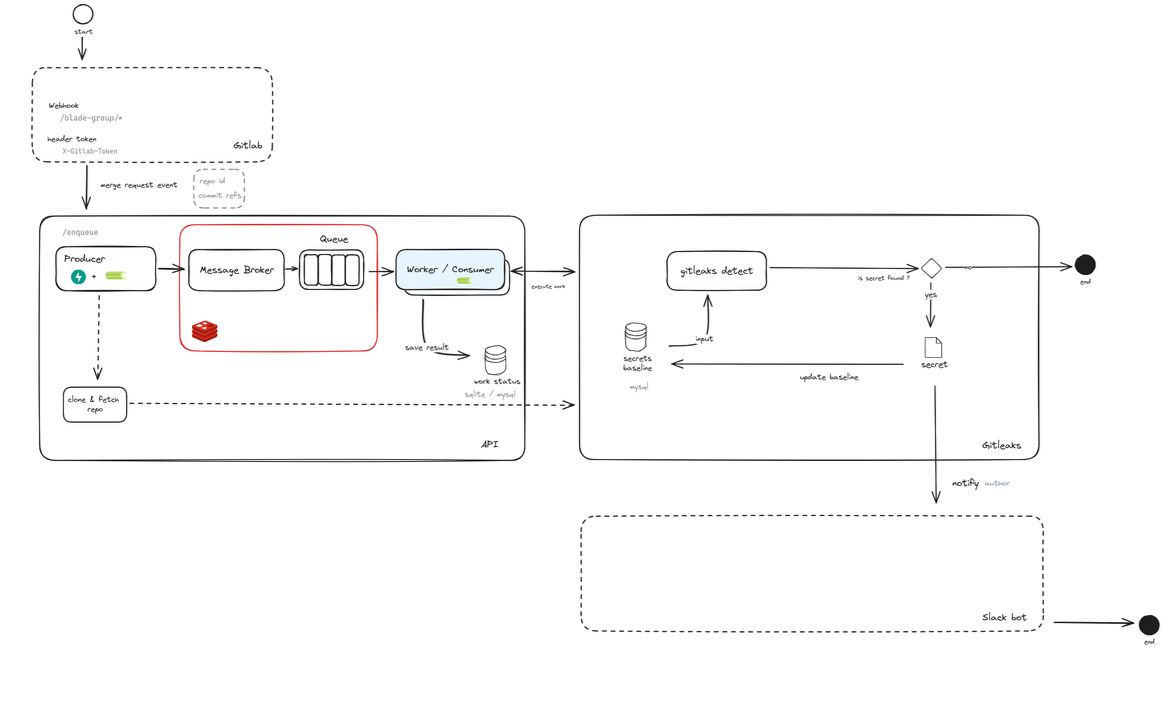 start
Webhook
/blade-group/*
header token
X-Gitlab-Token
Gitlab
merge request event
repo id
commit refs
/enqueue
Producer
+
Message Broker
Queue
Worker / Consumer
execute work
save result
work status
sqlite / mysql
clone & fetch
repo
API
gitleaks detect
is secret found ?
no
end
yes
secret
input
secrets
baseline
mysql
update baseline
Gitleaks
notify author
Slack bot
end